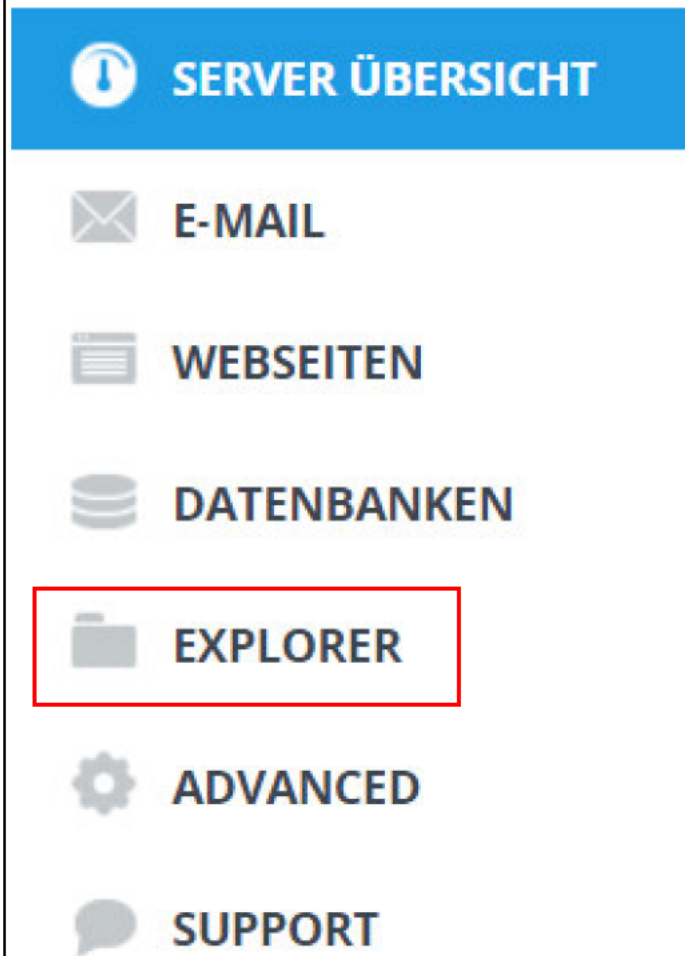 SERVER ÜBERSICHT
E-MAIL
WEBSEITEN
DATENBANKEN
EXPLORER
ADVANCED
SUPPORT